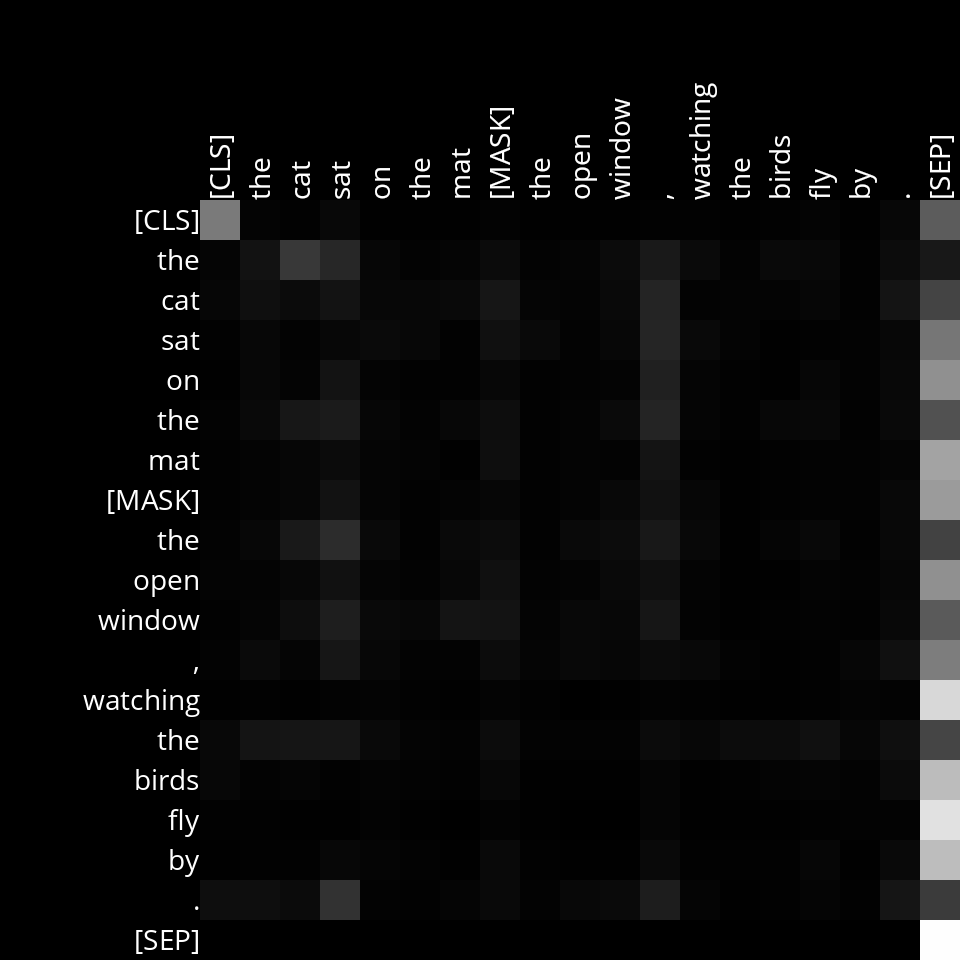 [CLS] the cat sat on the mat [MASK] the open window , watching the birds fly by . [SEP]
[CLS]
the
cat
sat
on
the
mat
[MASK]
the
open
window
,
watching
the
birds
fly
by
.
[SEP]